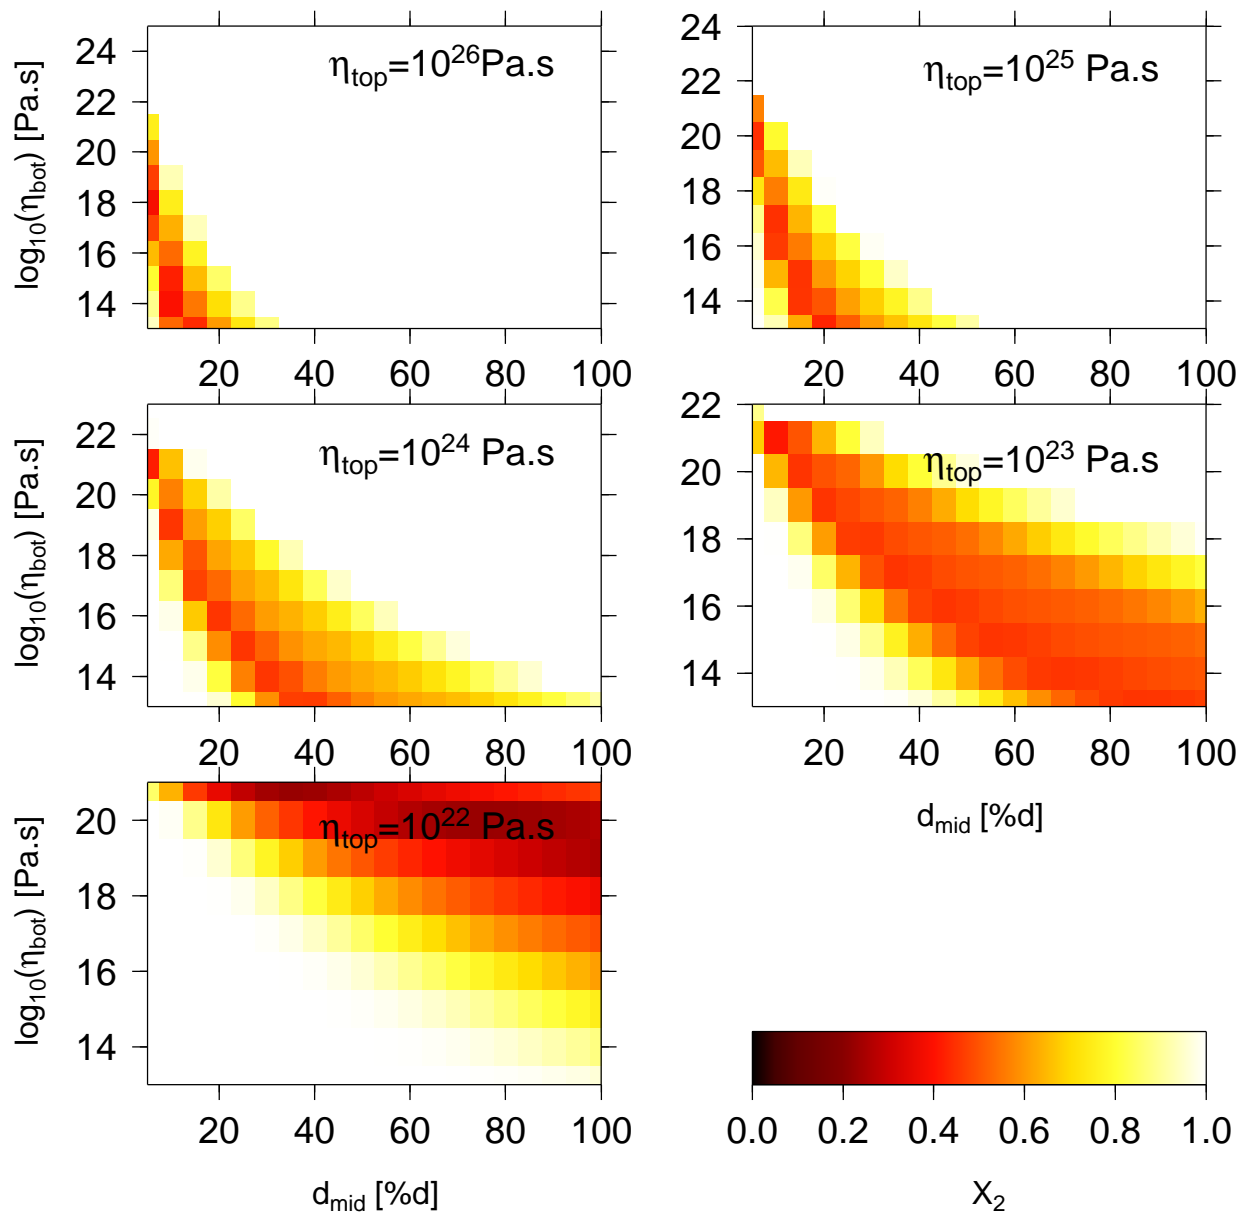 η_top=10^26Pa.s
log10(η_bot) [Pa.s]
24
22
20
18
16
14
20 40 60 80 100
η_top=10^25 Pa.s
24
22
20
18
16
14
20 40 60 80 100
η_top=10^24 Pa.s
log10(η_bot) [Pa.s]
22
20
18
16
14
20 40 60 80 100
η_top=10^23 Pa.s
22
20
18
16
14
20 40 60 80 100
d_mid [%d]
η_top=10^22 Pa.s
log10(η_bot) [Pa.s]
20
18
16
14
20 40 60 80 100
d_mid [%d]
0.0 0.2 0.4 0.6 0.8 1.0
X_2